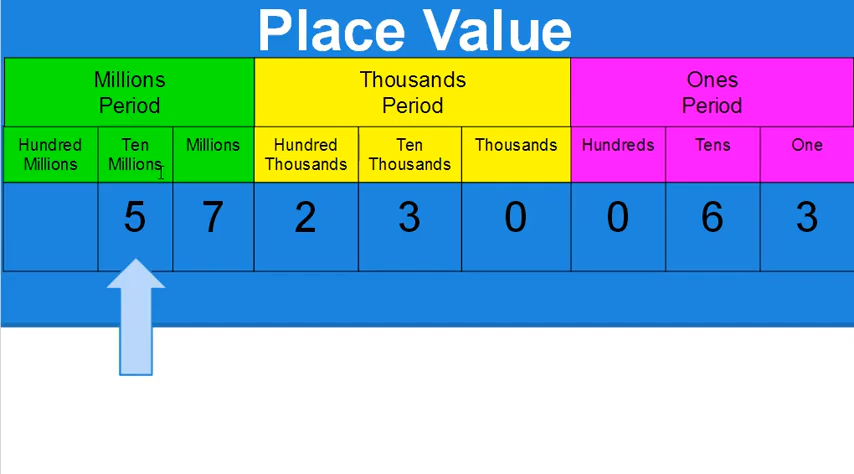 Place Value
Millions Thousands Ones
Period Period Period
Hundred Ten Millions Hundred Ten Thousands Hundreds Tens One
Millions Millions Thousands Thousands
5 7 2 3 0 0 6 3